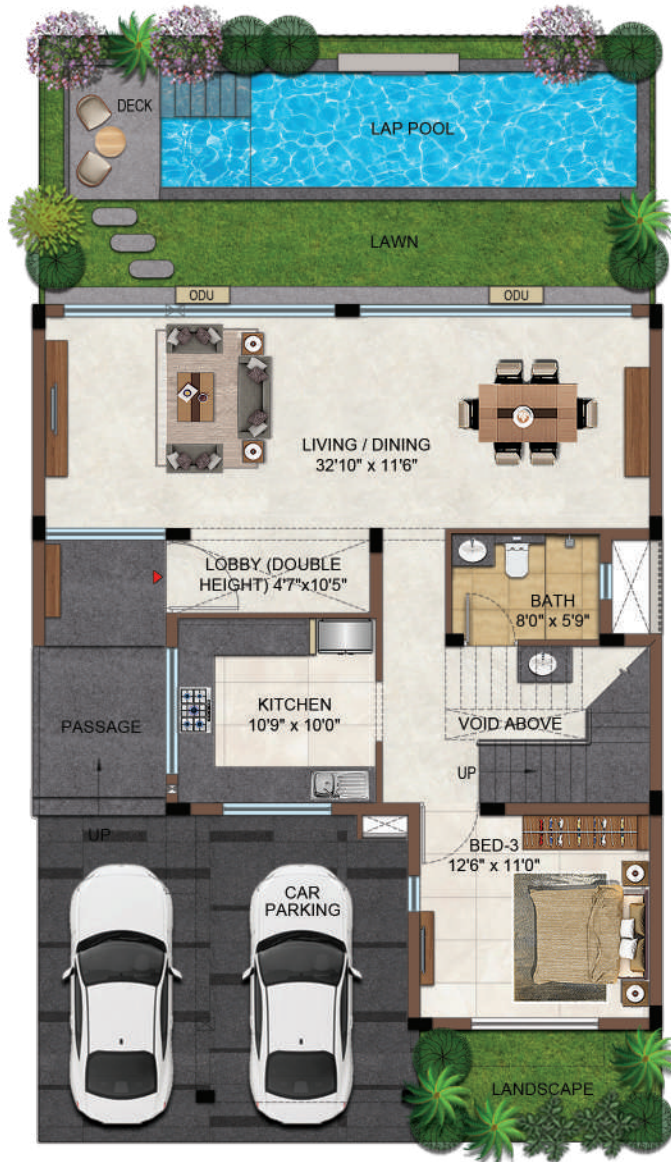 DECK
LAP POOL
LAWN
ODU
ODU
LIVING / DINING
32'10" x 11'6"
LOBBY (DOUBLE
HEIGHT) 4'7"x10'5"
BATH
8'0" x 5'9"
KITCHEN
10'9" x 10'0"
PASSAGE
VOID ABOVE
UP
UP
BED-3
12'6" x 11'0"
CAR
PARKING
LANDSCAPE